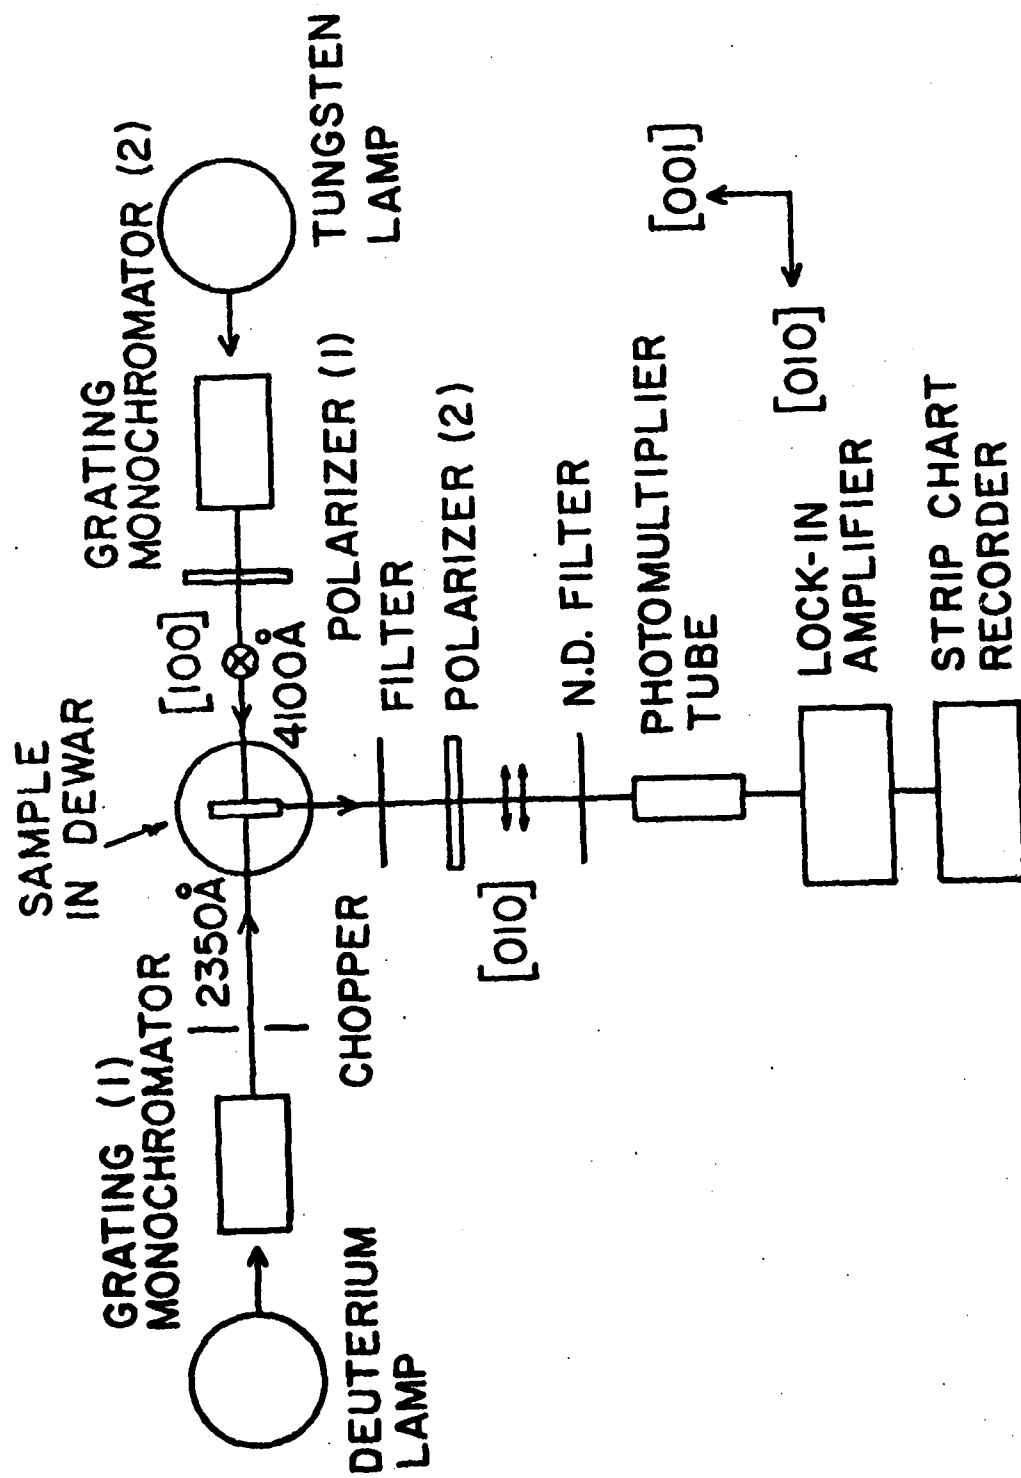 SAMPLE
IN DEWAR
GRATING (1)
MONOCHROMATOR
GRATING
MONOCHROMATOR (2)
2350Å
[100]
4100Å
DEUTERIUM
LAMP
CHOPPER
POLARIZER (1)
TUNGSTEN
LAMP
FILTER
POLARIZER (2)
[010]
N.D. FILTER
PHOTOMULTIPLIER
TUBE
[001]
[010]
LOCK-IN
AMPLIFIER
STRIP CHART
RECORDER